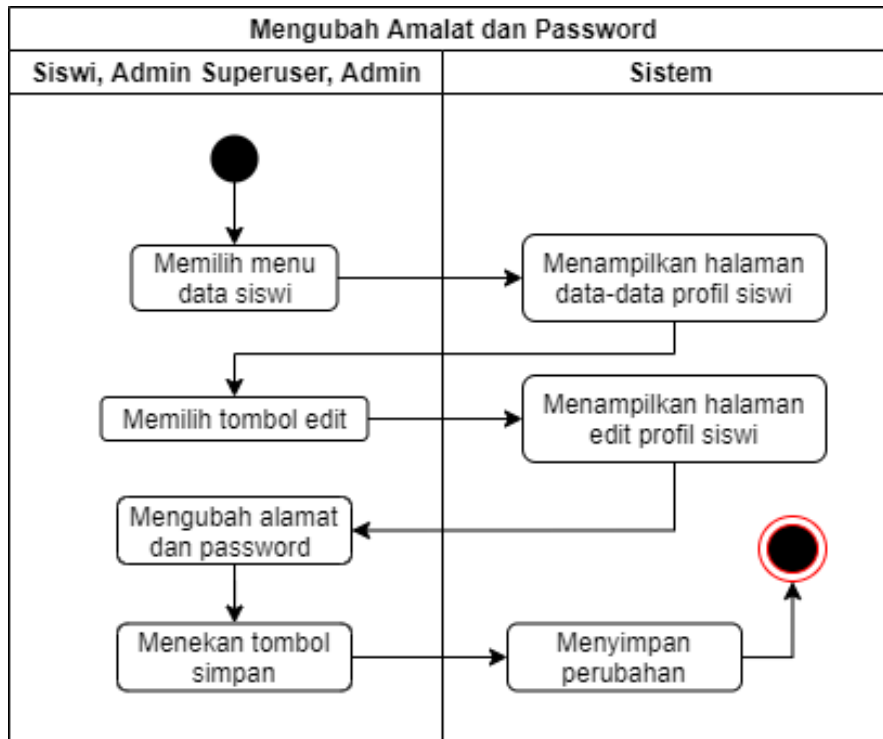 Mengubah Amalat dan Password
Siswi, Admin Superuser, Admin
Sistem
Memilih menu
data siswi
Menampilkan halaman
data-data profil siswi
Memilih tombol edit
Menampilkan halaman
edit profil siswi
Mengubah alamat
dan password
Menekan tombol
simpan
Menyimpan
perubahan